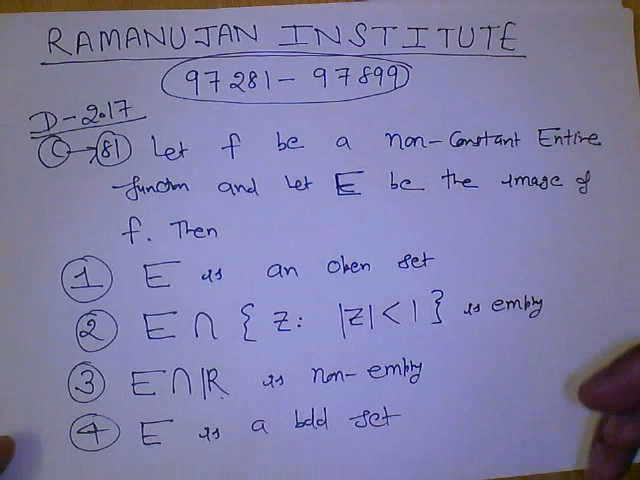 RAMANUJAN INSTITUTE
97281-97899
D-2017
C→81 Let f be a non-Constant Entire
function and let E be the image of
f. Then
1 E is an open set
2 E ∩ { z: |z| < 1 } is empty
3 E ∩ ℝ is non-empty
4 E is a bdd set